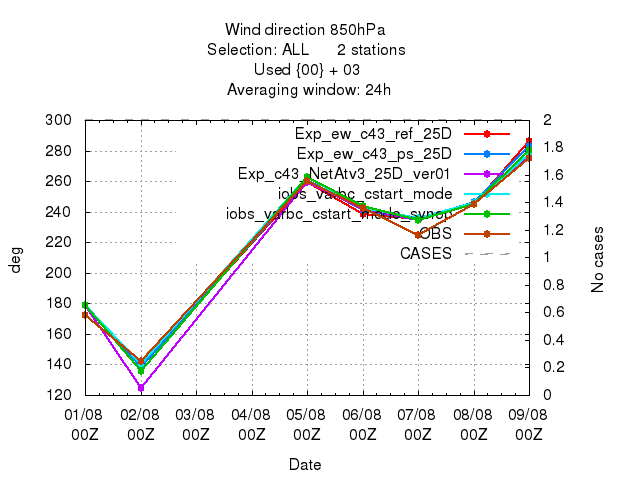 Wind direction 850hPa
Selection: ALL 2 stations
Used {00} + 03
Averaging window: 24h
300 280 260 240 220 200 180 160 140 120
deg
2 1.8 1.6 1.4 1.2 1 0.8 0.6 0.4 0.2 0
No cases
Exp_ew_c43_ref_25D
Exp_ew_c43_ps_25D
Exp_c43_NetAtv3_25D_ver01
iobs_varbc_cstart_mode
iobs_varbc_cstart_mode_synop
OBS
CASES
01/08 02/08 03/08 04/08 05/08 06/08 07/08 08/08 09/08
00Z 00Z 00Z 00Z 00Z 00Z 00Z 00Z 00Z
Date